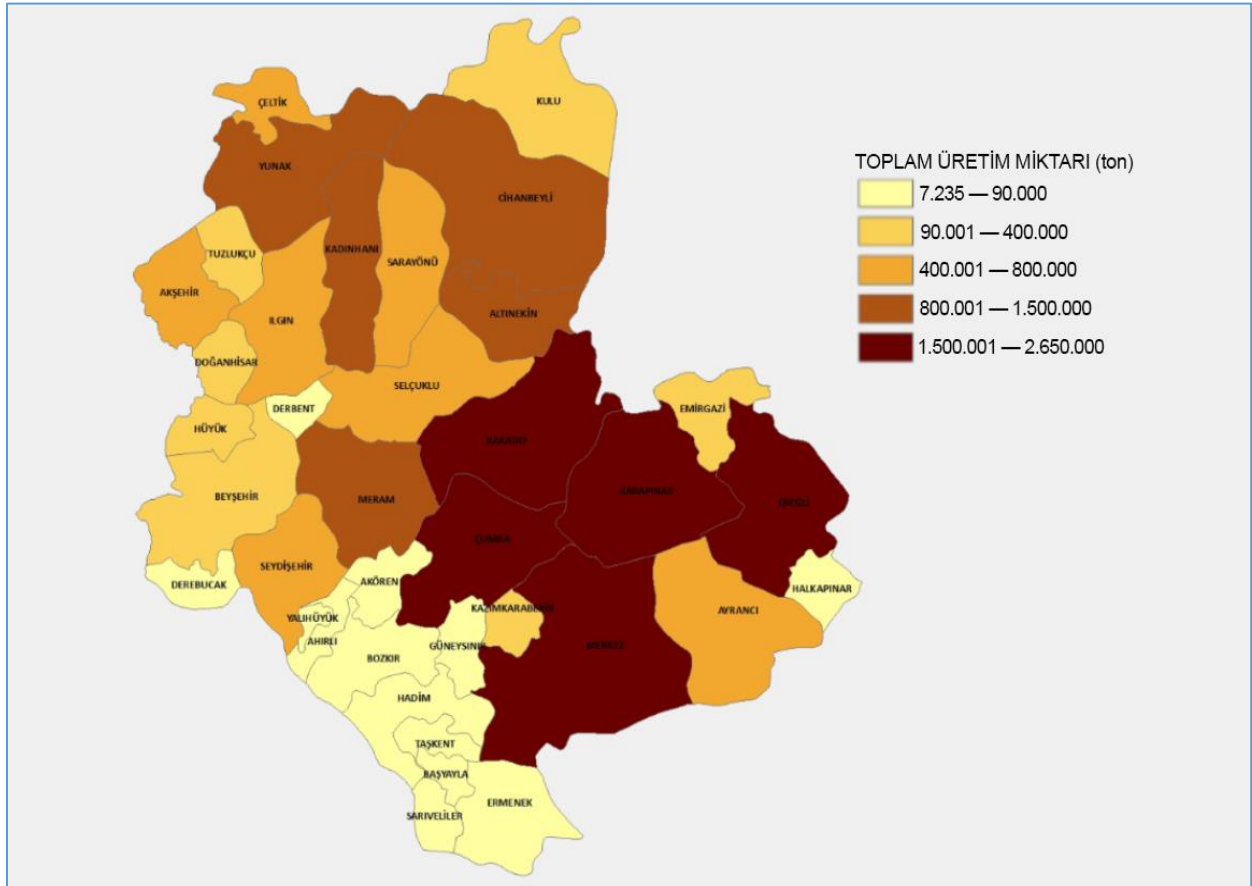 KULU
ÇELTİK
TOPLAM ÜRETİM MİKTARI (ton)
YUNAK
7.235 — 90.000
CİHANBEYLİ
90.001 — 400.000
KADINHANI
TUZLUKÇU
SARAYÖNÜ
400.001 — 800.000
AKŞEHİR
ILGIN
ALTINEKİN
800.001 — 1.500.000
1.500.001 — 2.650.000
DOĞANHİSAR
SELÇUKLU
DERBENT
EMİRGAZİ
HÜYÜK
KARATAY
KARAPINAR
BEYŞEHİR
MERAM
EREĞLİ
ÇUMRA
SEYDİŞEHİR
DEREBUCAK
AKÖREN
HALKAPINAR
KAZIMKARABEKİR
AYRANCI
YALIHÜYÜK
AHIRLI
GÜNEYSINIR
MERKEZ
BOZKIR
HADİM
TAŞKENT
BAŞYAYLA
ERMENEK
SARIVELİLER